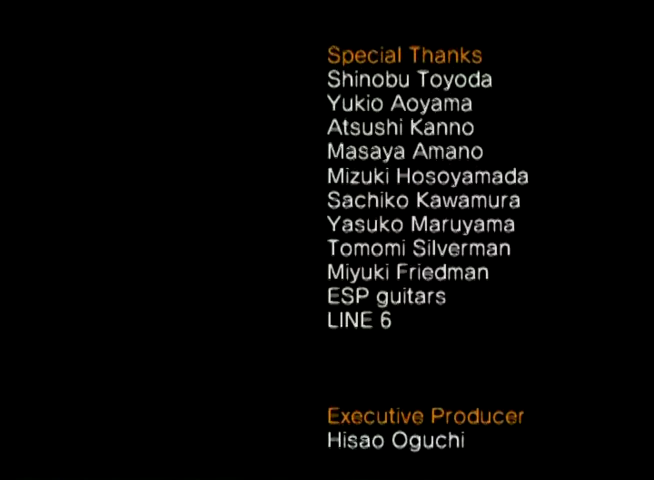 Special Thanks
Shinobu Toyoda
Yukio Aoyama
Atsushi Kanno
Masaya Amano
Mizuki Hosoyamada
Sachiko Kawamura
Yasuko Maruyama
Tomomi Silverman
Miyuki Friedman
ESP guitars
LINE 6
Executive Producer
Hisao Oguchi